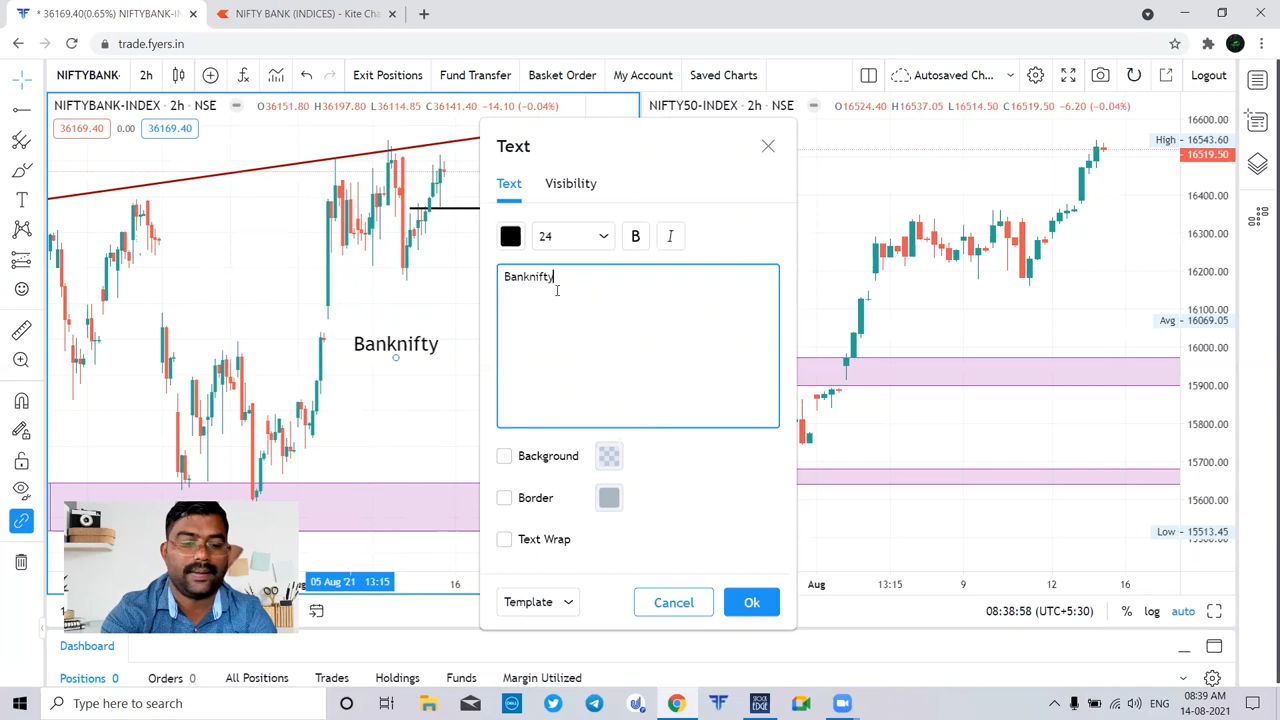 * 36169.40(0.65%) NIFTYBANK-IN
NIFTY BANK (INDICES) - Kite Cha
trade.fyers.in
NIFTYBANK-
2h
Exit Positions
Fund Transfer
Basket Order
My Account
Saved Charts
Autosaved Ch...
Logout
NIFTYBANK-INDEX • 2h • NSE
O36151.80 H36197.80 L36114.85 C36141.40 -14.10 (-0.04%)
36169.40
0.00
36169.40
NIFTY50-INDEX • 2h • NSE
O16524.40 H16537.05 L16514.50 C16519.50 -6.20 (-0.04%)
16600.00
High - 16543.60
16519.50
16400.00
16300.00
16200.00
16100.00
Avg - 16069.05
16000.00
15900.00
15800.00
15700.00
15600.00
Low - 15513.45
Banknifty
Text
Text
Visibility
24
B
I
Banknifty
Background
Border
Text Wrap
Template
Cancel
Ok
05 Aug '21 13:15
16
Aug
13:15
9
12
16
08:38:58 (UTC+5:30)
%
log
auto
Dashboard
Positions 0
Orders 0
All Positions
Trades
Holdings
Funds
Margin Utilized
Type here to search
DELL
STOCK EDGE
ENG
08:39 AM
14-08-2021